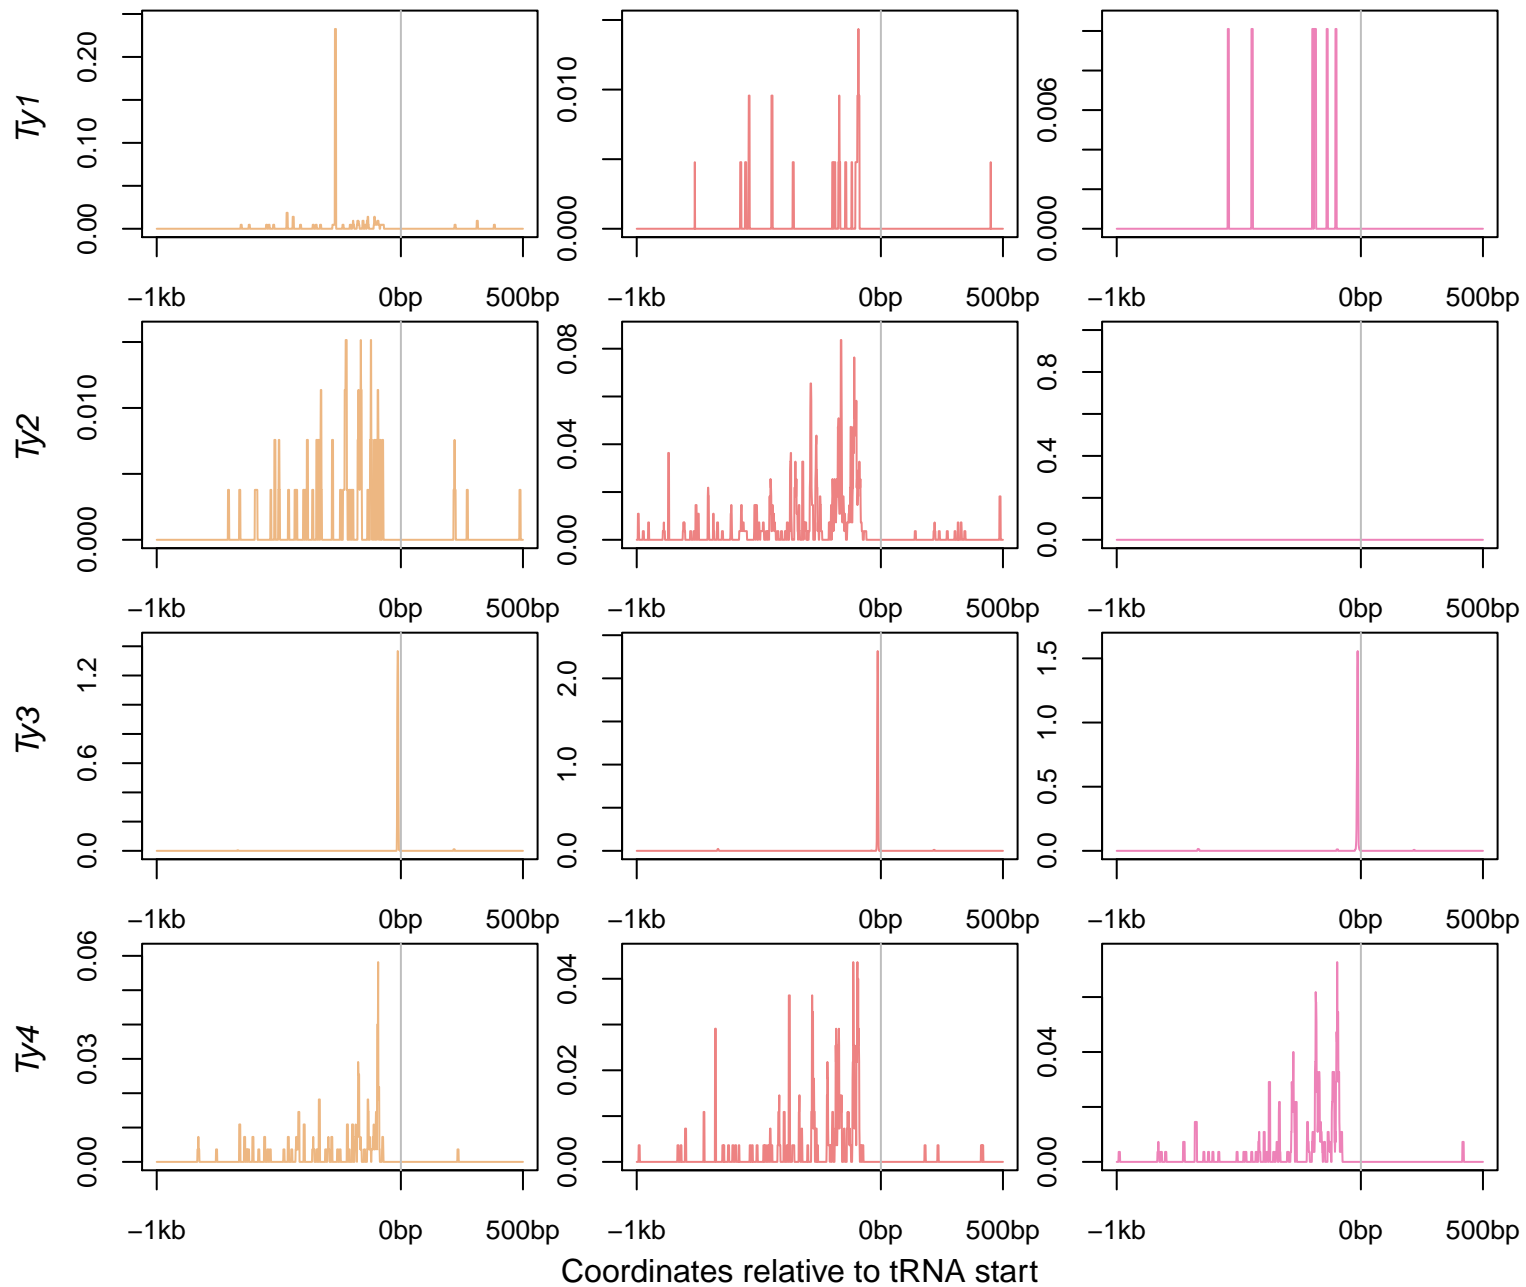 Ty1
0.00 0.10 0.20
0.000 0.010
0.000 0.006
−1kb 0bp 500bp
−1kb 0bp 500bp
−1kb 0bp 500bp
Ty2
0.000 0.010
0.00 0.04 0.08
0.0 0.4 0.8
−1kb 0bp 500bp
−1kb 0bp 500bp
−1kb 0bp 500bp
Ty3
0.0 0.6 1.2
0.0 1.0 2.0
0.0 0.5 1.0 1.5
−1kb 0bp 500bp
−1kb 0bp 500bp
−1kb 0bp 500bp
Ty4
0.00 0.03 0.06
0.00 0.02 0.04
0.00 0.04
−1kb 0bp 500bp
−1kb 0bp 500bp
−1kb 0bp 500bp
Coordinates relative to tRNA start